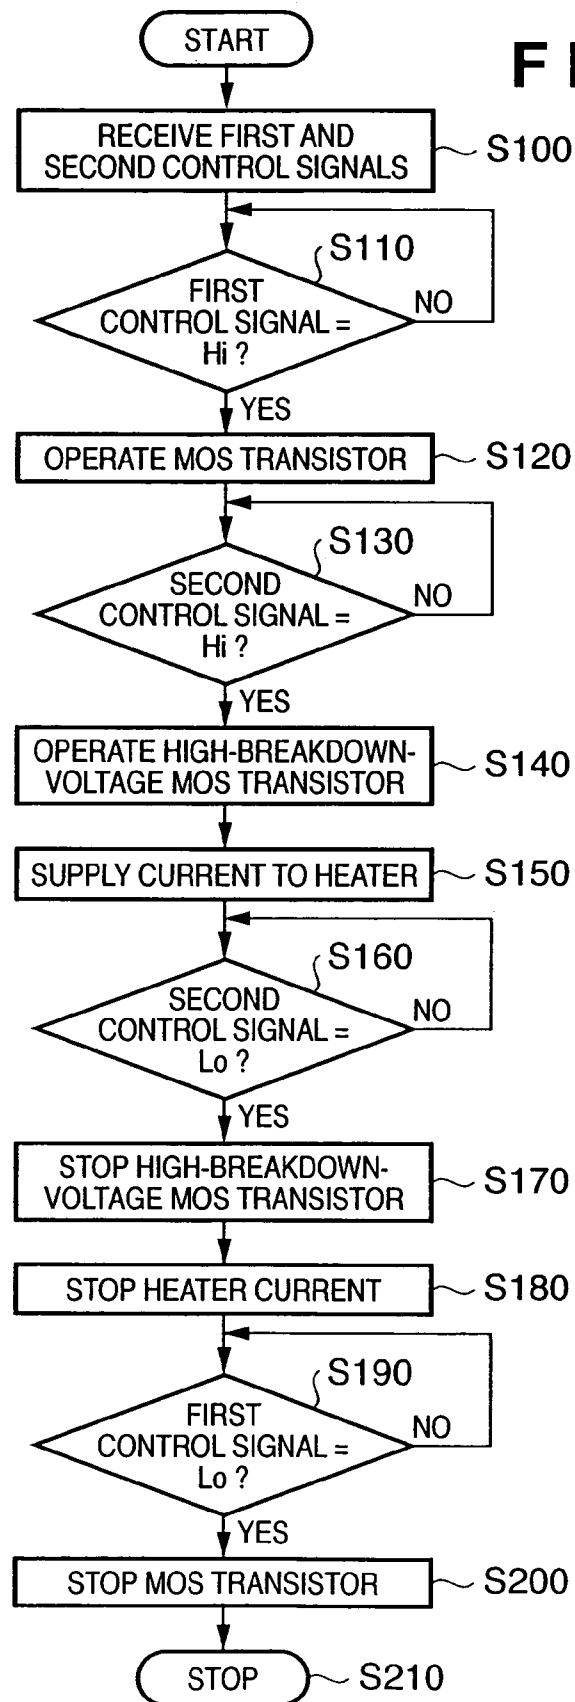 START
F
RECEIVE FIRST AND
SECOND CONTROL SIGNALS
S100
S110
FIRST
CONTROL SIGNAL =
Hi ?
NO
YES
OPERATE MOS TRANSISTOR
S120
S130
SECOND
CONTROL SIGNAL =
Hi ?
NO
YES
OPERATE HIGH-BREAKDOWN-
VOLTAGE MOS TRANSISTOR
S140
SUPPLY CURRENT TO HEATER
S150
S160
SECOND
CONTROL SIGNAL =
Lo ?
NO
YES
STOP HIGH-BREAKDOWN-
VOLTAGE MOS TRANSISTOR
S170
STOP HEATER CURRENT
S180
S190
FIRST
CONTROL SIGNAL =
Lo ?
NO
YES
STOP MOS TRANSISTOR
S200
STOP
S210